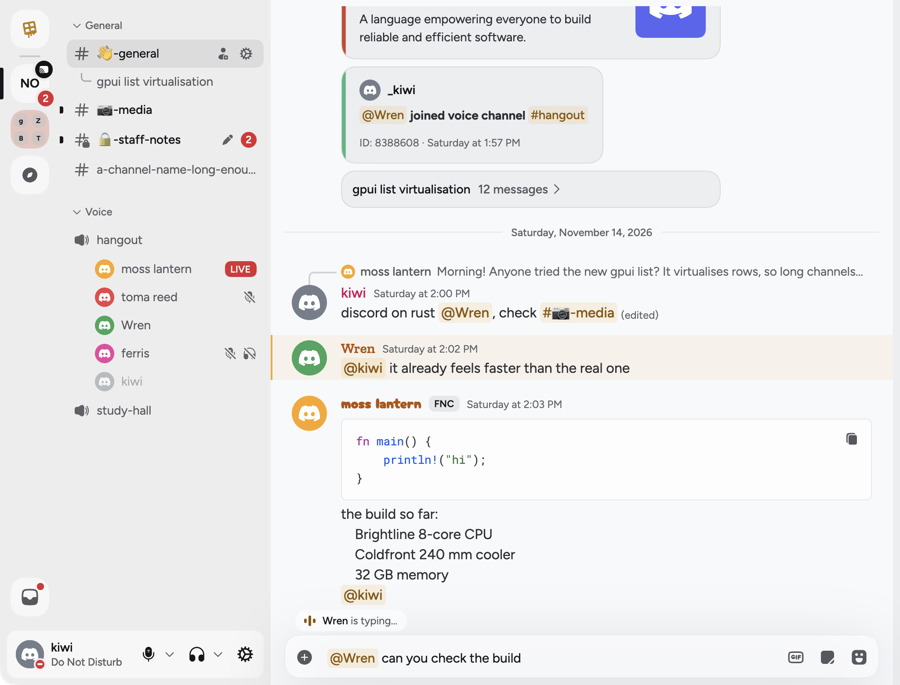 General
👋-general
gpui list virtualisation
NO
2
📷-media
g Z
B T
🔒-staff-notes
2
a-channel-name-long-enou...
Voice
hangout
moss lantern
LIVE
toma reed
Wren
ferris
kiwi
study-hall
kiwi
Do Not Disturb
A language empowering everyone to build
reliable and efficient software.
_kiwi
@Wren joined voice channel #hangout
ID: 8388608 · Saturday at 1:57 PM
gpui list virtualisation 12 messages >
Saturday, November 14, 2026
moss lantern Morning! Anyone tried the new gpui list? It virtualises rows, so long channels...
kiwi Saturday at 2:00 PM
discord on rust @Wren, check #📷-media (edited)
Wren Saturday at 2:02 PM
@kiwi it already feels faster than the real one
moss lantern FNC Saturday at 2:03 PM
fn main() {
    println!("hi");
}
the build so far:
Brightline 8-core CPU
Coldfront 240 mm cooler
32 GB memory
@kiwi
Wren is typing...
@Wren can you check the build
GIF